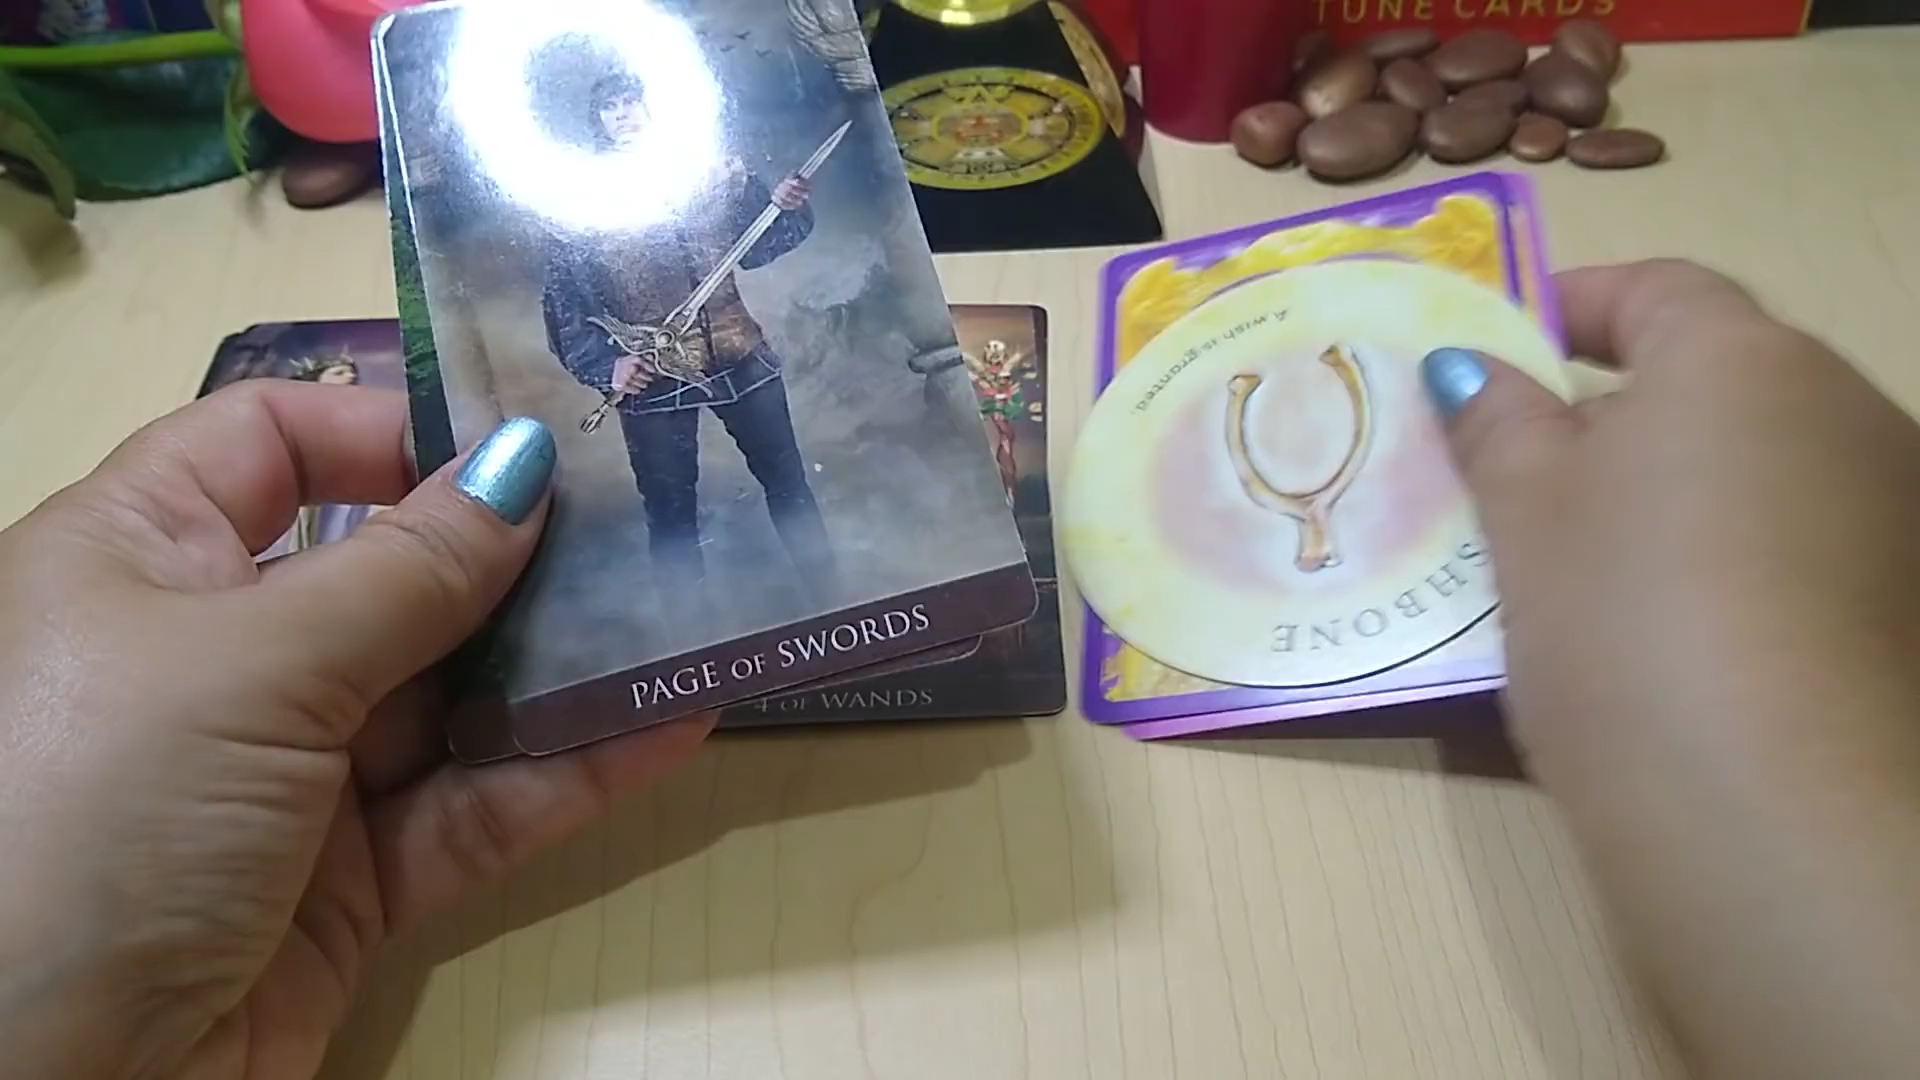 TUNE CARDS
A wish is granted.
SHBONE
PAGE OF SWORDS
4 OF WANDS